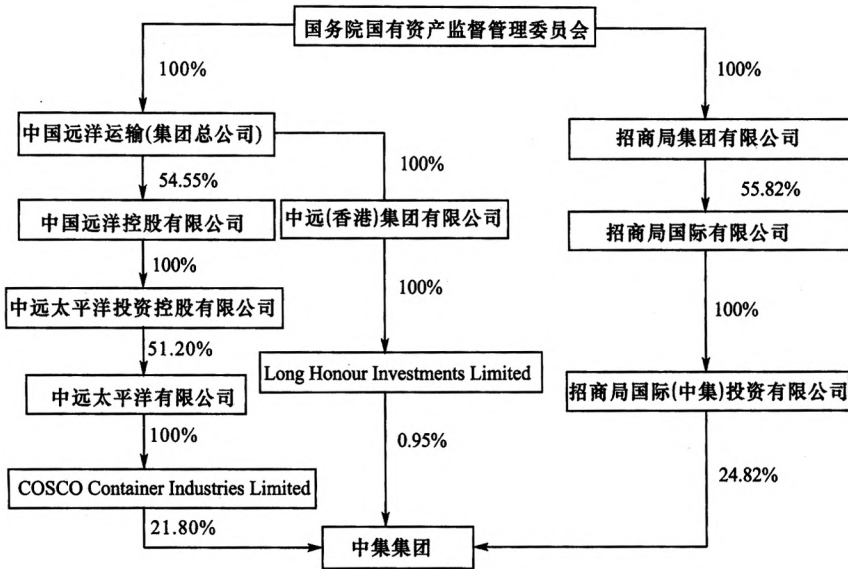 国务院国有资产监督管理委员会
100%
100%
中国远洋运输(集团总公司)
招商局集团有限公司
100%
54.55%
55.82%
中国远洋控股有限公司
中远(香港)集团有限公司
招商局国际有限公司
100%
100%
100%
中远太平洋投资控股有限公司
51.20%
Long Honour Investments Limited
中远太平洋有限公司
招商局国际(中集)投资有限公司
100%
0.95%
24.82%
COSCO Container Industries Limited
21.80%
中集集团